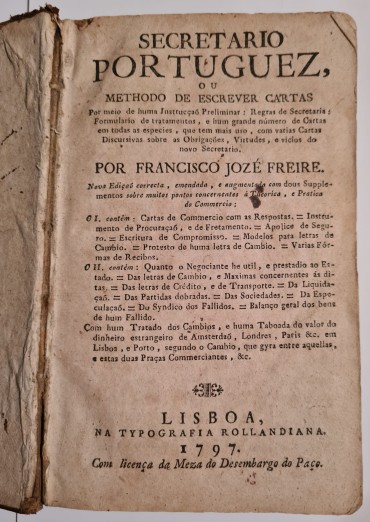 SECRETARIO
PORTUGUEZ,
OU
METHODO DE ESCREVER CARTAS
Por meio de huma Instrucçaõ Preliminar: Regras de Secretaria:
Formulario de tratamentos, e hum grande número de Cartas
em todas as especies, que tem mais uso, com varias Cartas
Discursivas sobre as Obrigações, Virtudes, e vicios do
novo Secretario.
POR FRANCISCO JOZÉ FREIRE.
Nova Ediçaõ correcta, emendada, e augmentada com dous Supple-
mentos sobre muitos pontos concernentes á Theorica, e Pratica
do Commercio;
O I. contém: Cartas de Commercio com as Respostas. = Instru-
mento de Procuraçaõ, e de Fretamento. = Apolice de Segu-
ro. = Escritura de Compromisso. = Modelos para letras de
Cambio. = Protesto de huma letra de Cambio. = Varias Fór-
mas de Recibos.
O II. contém: Quanto o Negociante he util, e prestadio ao Es-
tado. = Das letras de Cambio, e Maximas concernentes ás di-
tas. = Das letras de Crédito, e de Transporte. = Da Liquida-
çaõ. = Das Partidas dobradas. = Das Sociedades. = Da Espe-
culaçaõ. = Do Syndico dos Fallidos. = Balanço geral dos bens
de hum Fallido.
Com hum Tratado dos Cambios, e huma Taboada do valor do
dinheiro estrangeiro de Amsterdaõ, Londres, Paris &c. em
Lisboa, e Porto, segundo o Cambio, que gyra entre aquellas,
e estas duas Praças Commerciantes, &c.
LISBOA,
NA TYPOGRAFIA ROLLANDIANA.
1797.
Com licença da Meza do Desembargo do Paço.